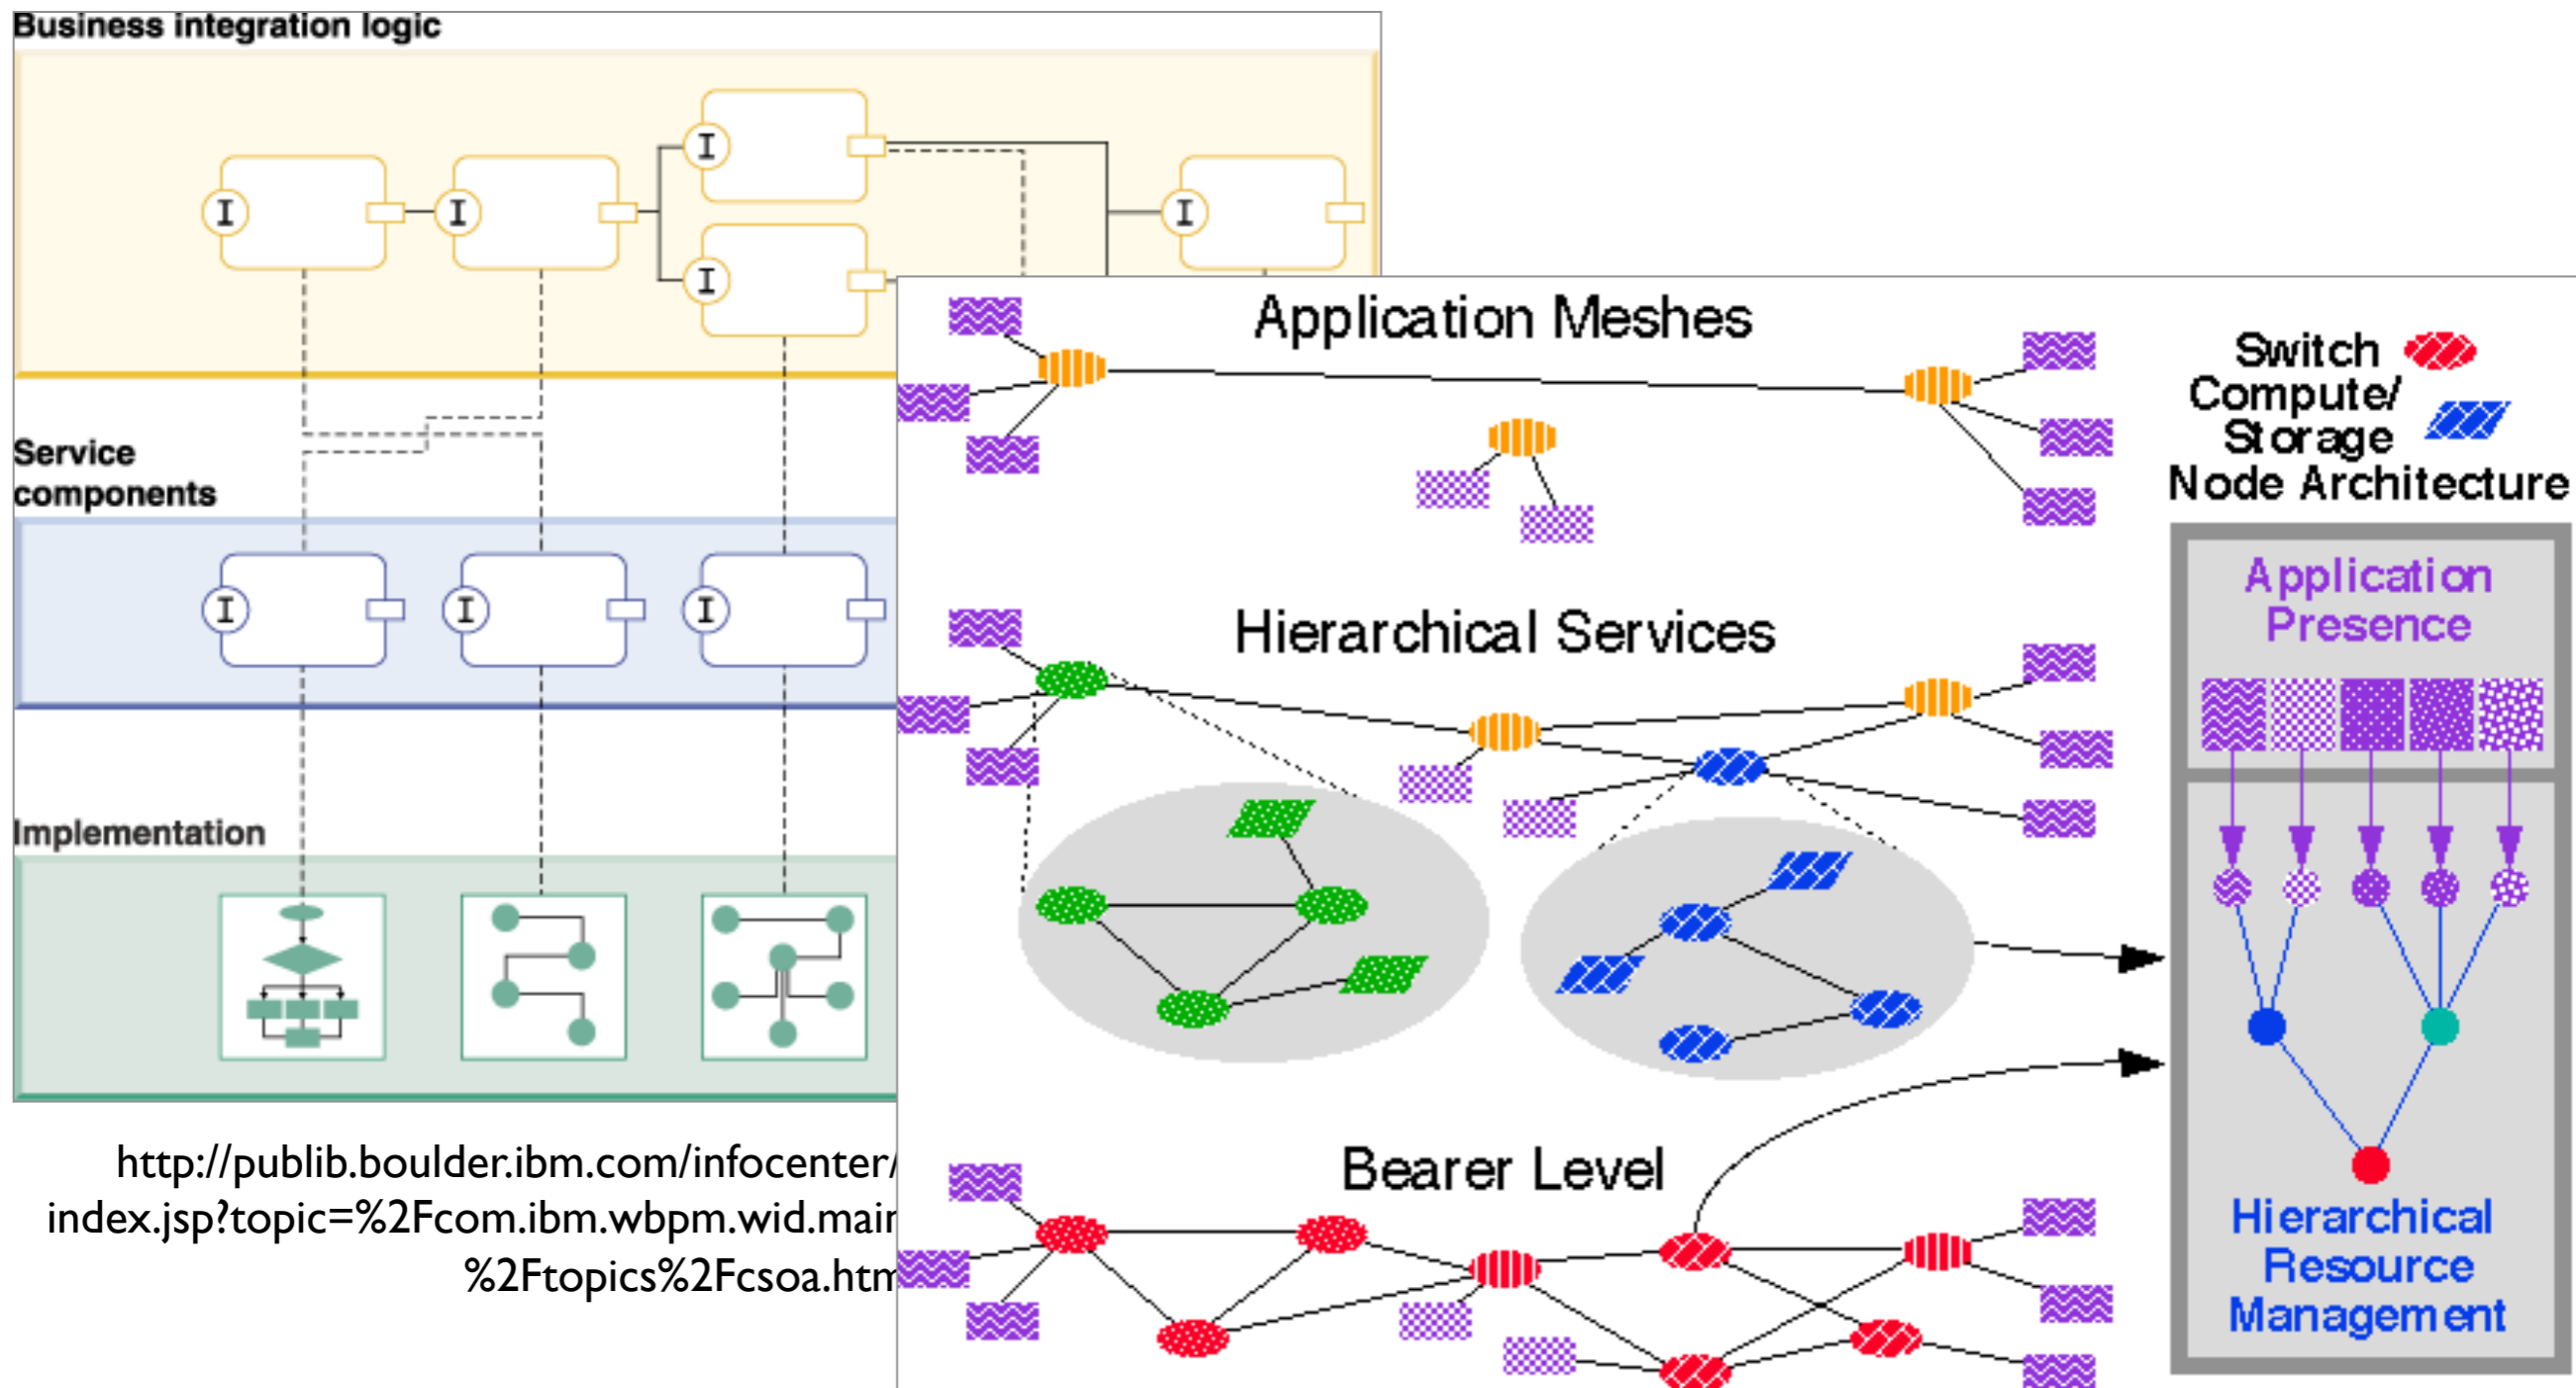 Business integration logic
I
I
I
I
I
Service
components
I
I
I
Implementation
http://publib.boulder.ibm.com/infocenter/
index.jsp?topic=%2Fcom.ibm.wbpm.wid.main
%2Ftopics%2Fcsoa.htm
Application Meshes
Hierarchical Services
Bearer Level
Switch
Compute/
Storage
Node Architecture
Application
Presence
Hierarchical
Resource
Management